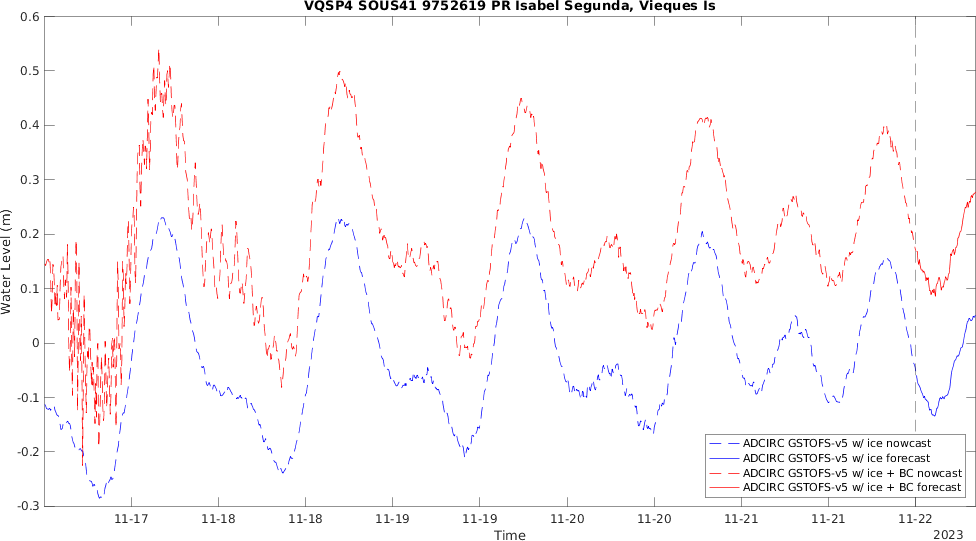 VQSP4 SOUS41 9752619 PR Isabel Segunda, Vieques Is
0.6
0.5
0.4
0.3
0.2
0.1
0
-0.1
-0.2
-0.3
Water Level (m)
ADCIRC GSTOFS-v5 w/ ice nowcast
ADCIRC GSTOFS-v5 w/ ice forecast
ADCIRC GSTOFS-v5 w/ ice + BC nowcast
ADCIRC GSTOFS-v5 w/ ice + BC forecast
11-17 11-18 11-18 11-19 11-19 11-20 11-20 11-21 11-21 11-22
Time
2023